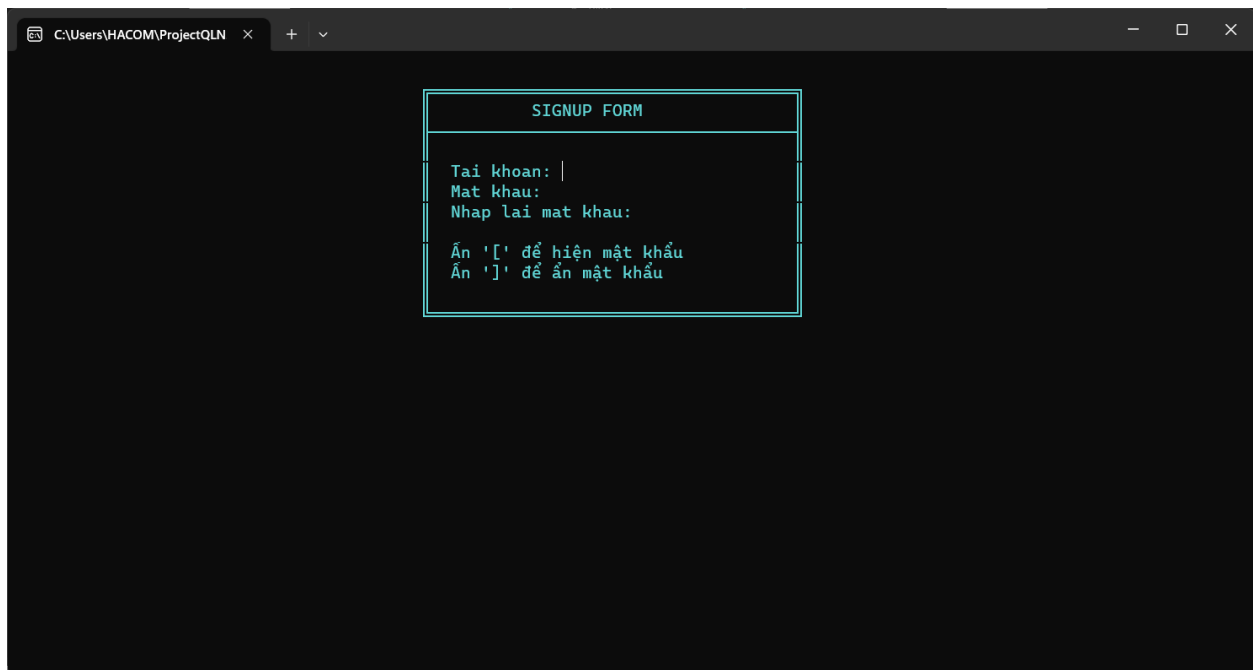 C:\Users\HACOM\ProjectQLN
SIGNUP FORM
Tai khoan:
Mat khau:
Nhap lai mat khau:
Ấn '[' để hiện mật khẩu
Ấn ']' để ẩn mật khẩu